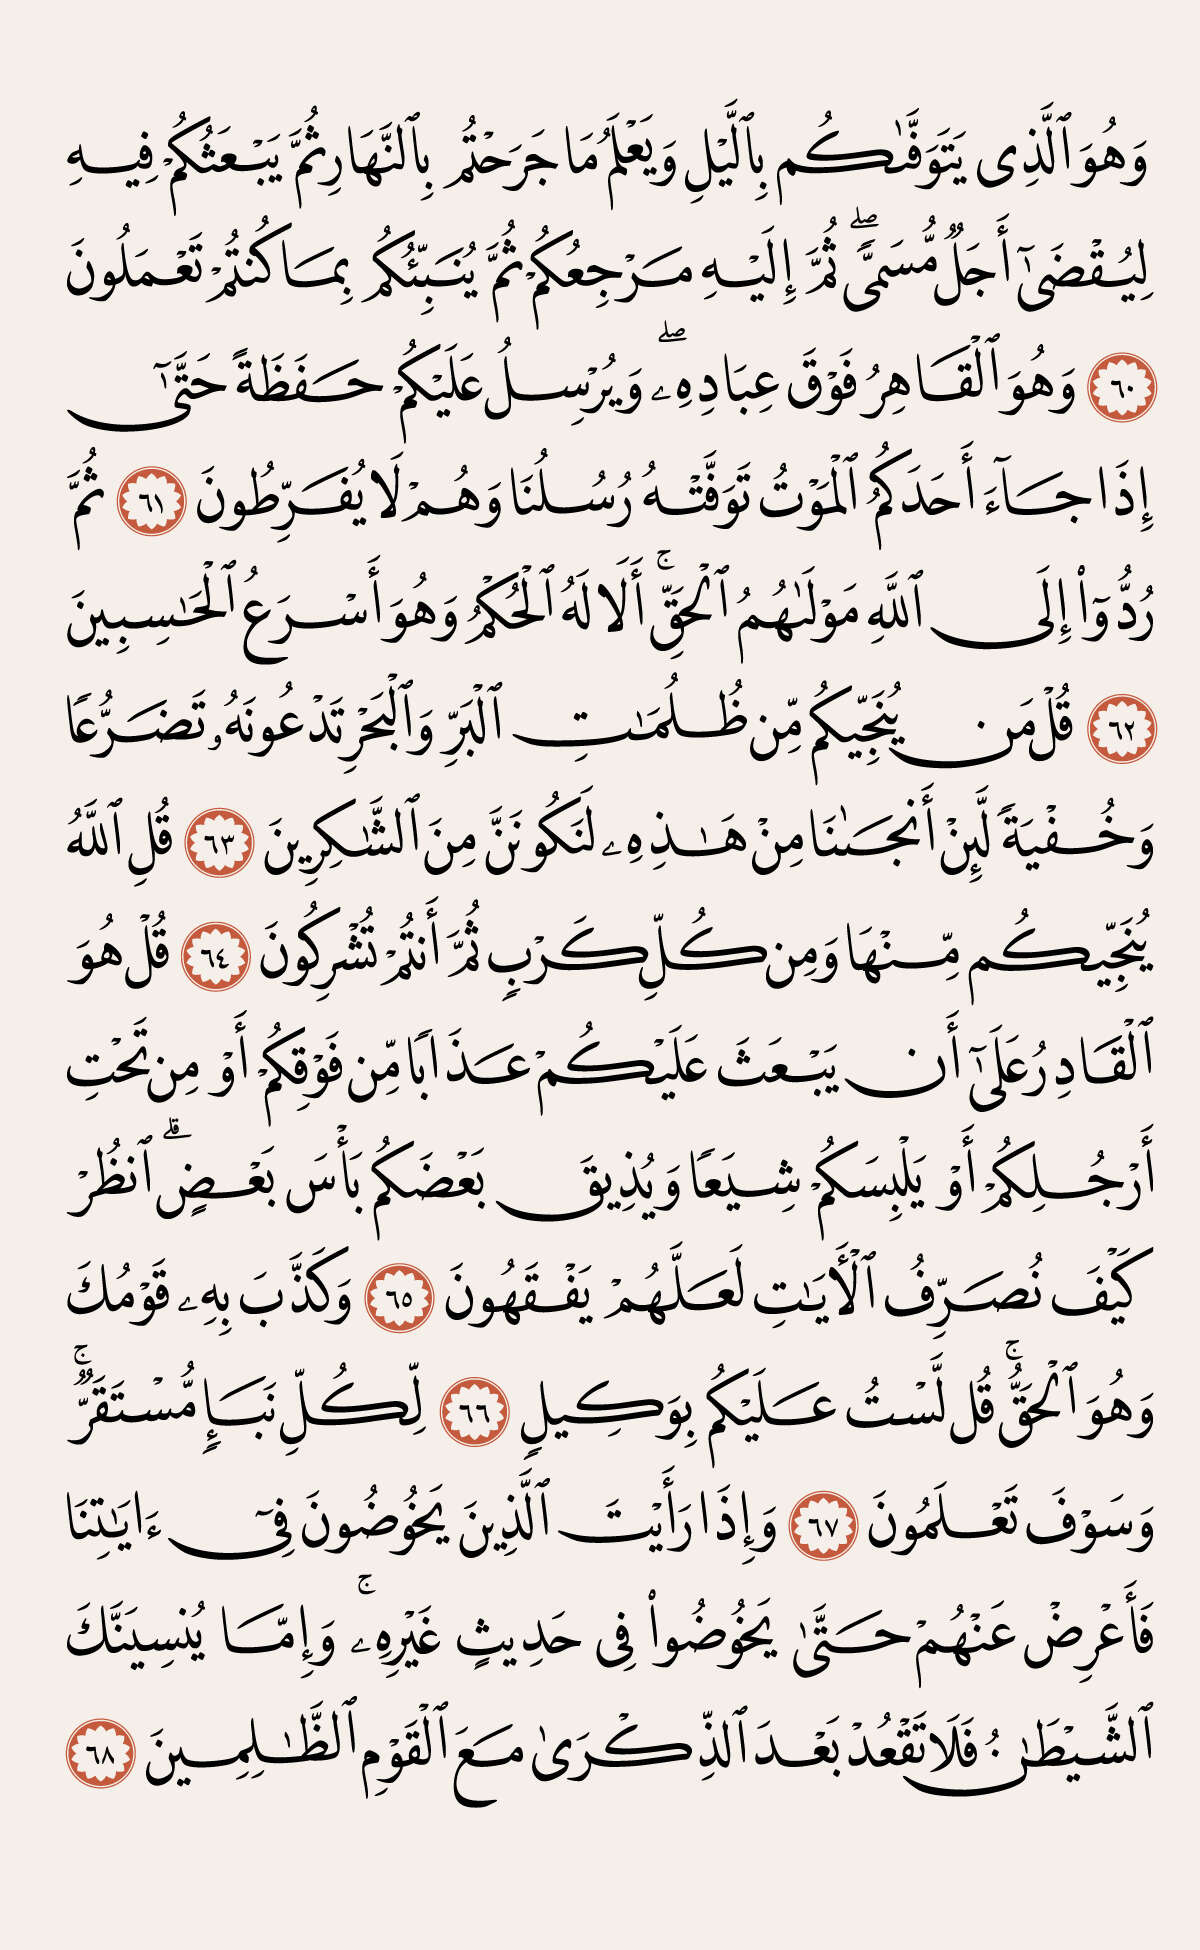 وَهُوَ ٱلَّذِى يَتَوَفَّىٰكُم بِٱلَّيْلِ وَيَعْلَمُ مَا جَرَحْتُم بِٱلنَّهَارِ ثُمَّ يَبْعَثُكُمْ فِيهِ
لِيُقْضَىٰٓ أَجَلٌ مُّسَمًّى ۖ ثُمَّ إِلَيْهِ مَرْجِعُكُمْ ثُمَّ يُنَبِّئُكُم بِمَا كُنتُمْ تَعْمَلُونَ
٦٠ وَهُوَ ٱلْقَاهِرُ فَوْقَ عِبَادِهِۦ ۖ وَيُرْسِلُ عَلَيْكُمْ حَفَظَةً حَتَّىٰٓ
إِذَا جَآءَ أَحَدَكُمُ ٱلْمَوْتُ تَوَفَّتْهُ رُسُلُنَا وَهُمْ لَا يُفَرِّطُونَ ٦١ ثُمَّ
رُدُّوٓا۟ إِلَى ٱللَّهِ مَوْلَىٰهُمُ ٱلْحَقِّ ۚ أَلَا لَهُ ٱلْحُكْمُ وَهُوَ أَسْرَعُ ٱلْحَـٰسِبِينَ
٦٢ قُلْ مَن يُنَجِّيكُم مِّن ظُلُمَـٰتِ ٱلْبَرِّ وَٱلْبَحْرِ تَدْعُونَهُۥ تَضَرُّعًا
وَخُفْيَةً لَّئِنْ أَنجَىٰنَا مِنْ هَـٰذِهِۦ لَنَكُونَنَّ مِنَ ٱلشَّـٰكِرِينَ ٦٣ قُلِ ٱللَّهُ
يُنَجِّيكُم مِّنْهَا وَمِن كُلِّ كَرْبٍ ثُمَّ أَنتُمْ تُشْرِكُونَ ٦٤ قُلْ هُوَ
ٱلْقَادِرُ عَلَىٰٓ أَن يَبْعَثَ عَلَيْكُمْ عَذَابًا مِّن فَوْقِكُمْ أَوْ مِن تَحْتِ
أَرْجُلِكُمْ أَوْ يَلْبِسَكُمْ شِيَعًا وَيُذِيقَ بَعْضَكُم بَأْسَ بَعْضٍ ۗ ٱنظُرْ
كَيْفَ نُصَرِّفُ ٱلْـَٔايَـٰتِ لَعَلَّهُمْ يَفْقَهُونَ ٦٥ وَكَذَّبَ بِهِۦ قَوْمُكَ
وَهُوَ ٱلْحَقُّ ۚ قُل لَّسْتُ عَلَيْكُم بِوَكِيلٍ ٦٦ لِّكُلِّ نَبَإٍ مُّسْتَقَرٌّ ۚ
وَسَوْفَ تَعْلَمُونَ ٦٧ وَإِذَا رَأَيْتَ ٱلَّذِينَ يَخُوضُونَ فِىٓ ءَايَـٰتِنَا
فَأَعْرِضْ عَنْهُمْ حَتَّىٰ يَخُوضُوا۟ فِى حَدِيثٍ غَيْرِهِۦ ۚ وَإِمَّا يُنسِيَنَّكَ
ٱلشَّيْطَـٰنُ فَلَا تَقْعُدْ بَعْدَ ٱلذِّكْرَىٰ مَعَ ٱلْقَوْمِ ٱلظَّـٰلِمِينَ ٦٨